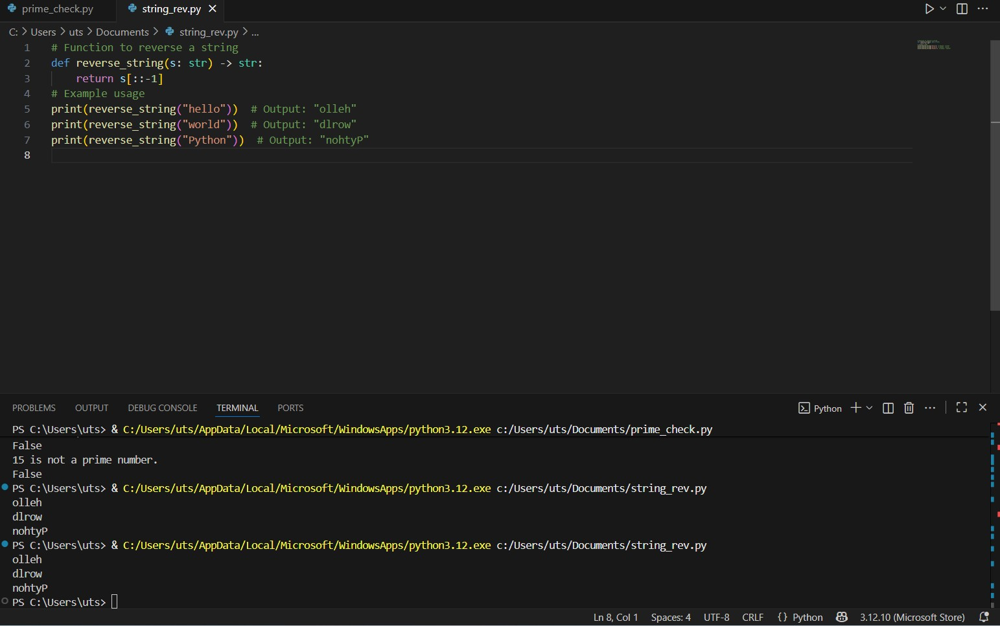 prime_check.py string_rev.py
C: > Users > uts > Documents > string_rev.py > ...
1 # Function to reverse a string
2 def reverse_string(s: str) -> str:
3     return s[::-1]
4 # Example usage
5 print(reverse_string("hello"))  # Output: "olleh"
6 print(reverse_string("world"))  # Output: "dlrow"
7 print(reverse_string("Python"))  # Output: "nohtyP"
8
PROBLEMS OUTPUT DEBUG CONSOLE TERMINAL PORTS Python
PS C:\Users\uts> & C:/Users/uts/AppData/Local/Microsoft/WindowsApps/python3.12.exe c:/Users/uts/Documents/prime_check.py
False
15 is not a prime number.
False
PS C:\Users\uts> & C:/Users/uts/AppData/Local/Microsoft/WindowsApps/python3.12.exe c:/Users/uts/Documents/string_rev.py
olleh
dlrow
nohtyP
PS C:\Users\uts> & C:/Users/uts/AppData/Local/Microsoft/WindowsApps/python3.12.exe c:/Users/uts/Documents/string_rev.py
olleh
dlrow
nohtyP
PS C:\Users\uts>
Ln 8, Col 1 Spaces: 4 UTF-8 CRLF {} Python 3.12.10 (Microsoft Store)